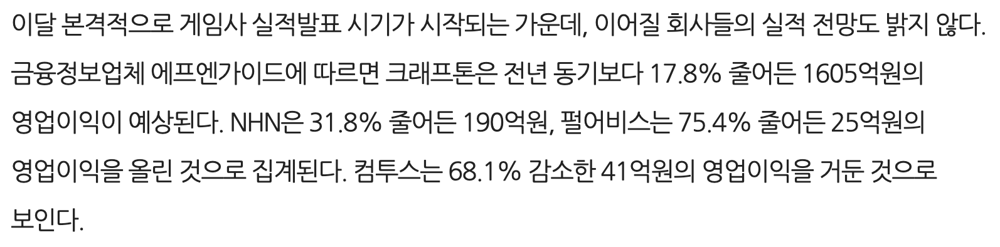 이달 본격적으로 게임사 실적발표 시기가 시작되는 가운데, 이어질 회사들의 실적 전망도 밝지 않다.
금융정보업체 에프엔가이드에 따르면 크래프톤은 전년 동기보다 17.8% 줄어든 1605억원의
영업이익이 예상된다. NHN은 31.8% 줄어든 190억원, 펄어비스는 75.4% 줄어든 25억원의
영업이익을 올린 것으로 집계된다. 컴투스는 68.1% 감소한 41억원의 영업이익을 거둔 것으로
보인다.